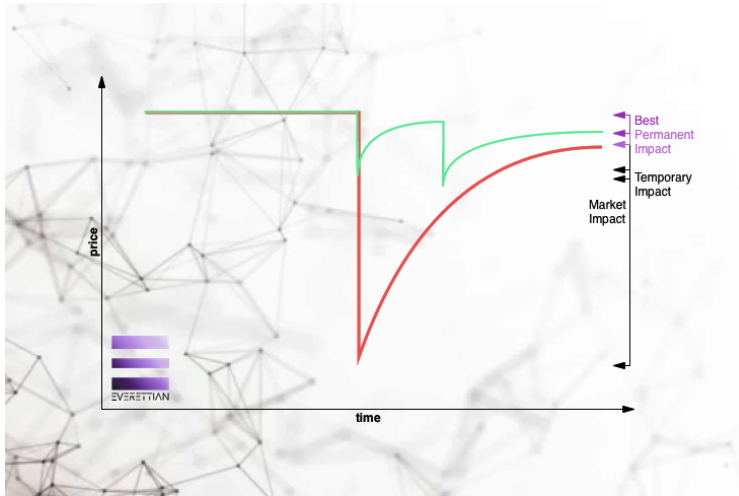 Best
Permanent
Impact
Temporary
Impact
Market
Impact
price
EVERETTIAN
time